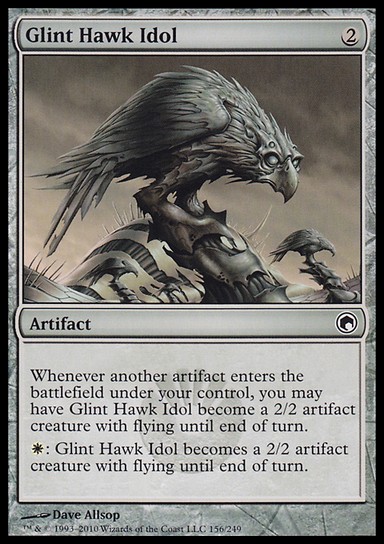 Glint Hawk Idol 2
Artifact
Whenever another artifact enters the
battlefield under your control, you may
have Glint Hawk Idol become a 2/2 artifact
creature with flying until end of turn.
: Glint Hawk Idol becomes a 2/2 artifact
creature with flying until end of turn.
Dave Allsop
™ & © 1993–2010 Wizards of the Coast LLC 156/249